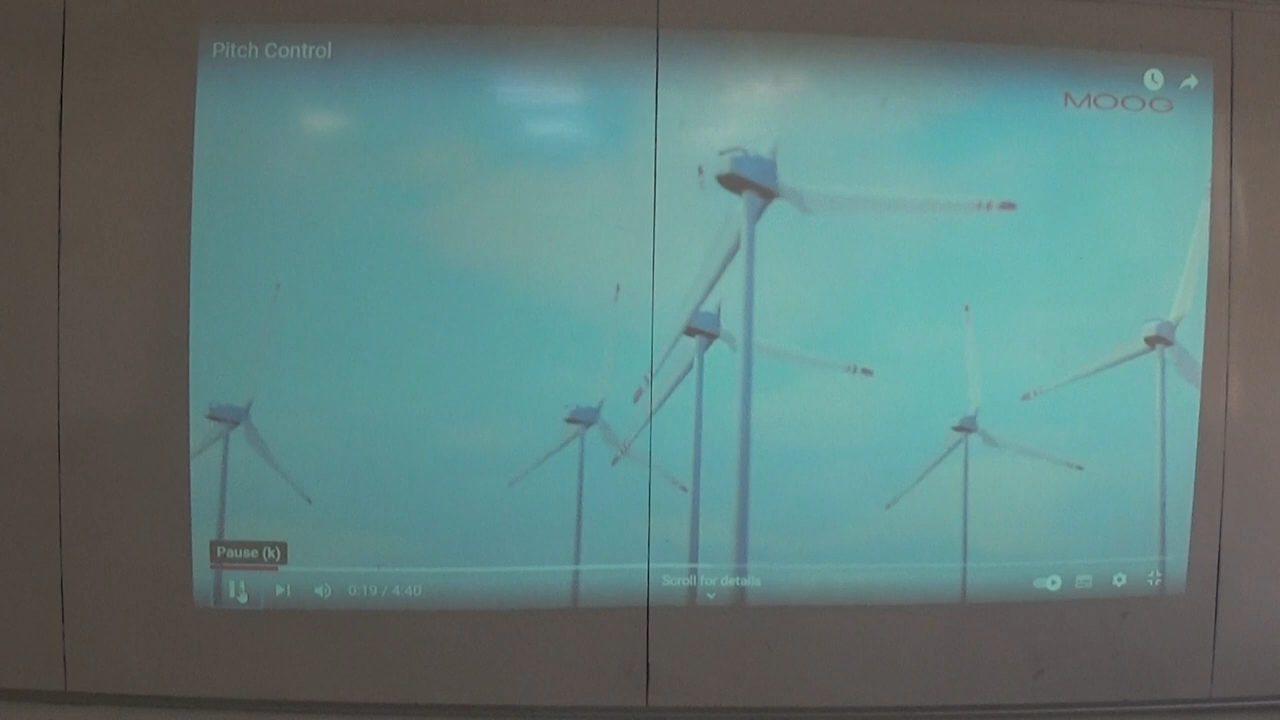 Pitch Control
MOOG
Pause (k)
0:19 / 4:40
Scroll for details